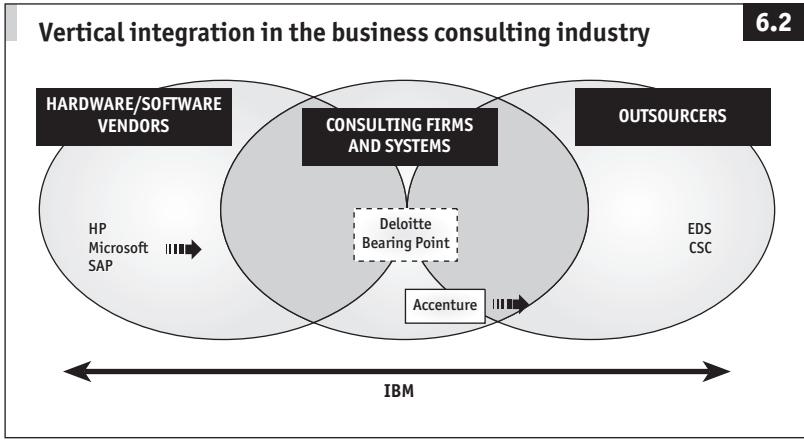 Vertical integration in the business consulting industry
6.2
HARDWARE/SOFTWARE
VENDORS
CONSULTING FIRMS
AND SYSTEMS
OUTSOURCERS
HP
Microsoft
SAP
Deloitte
Bearing Point
EDS
CSC
Accenture
IBM